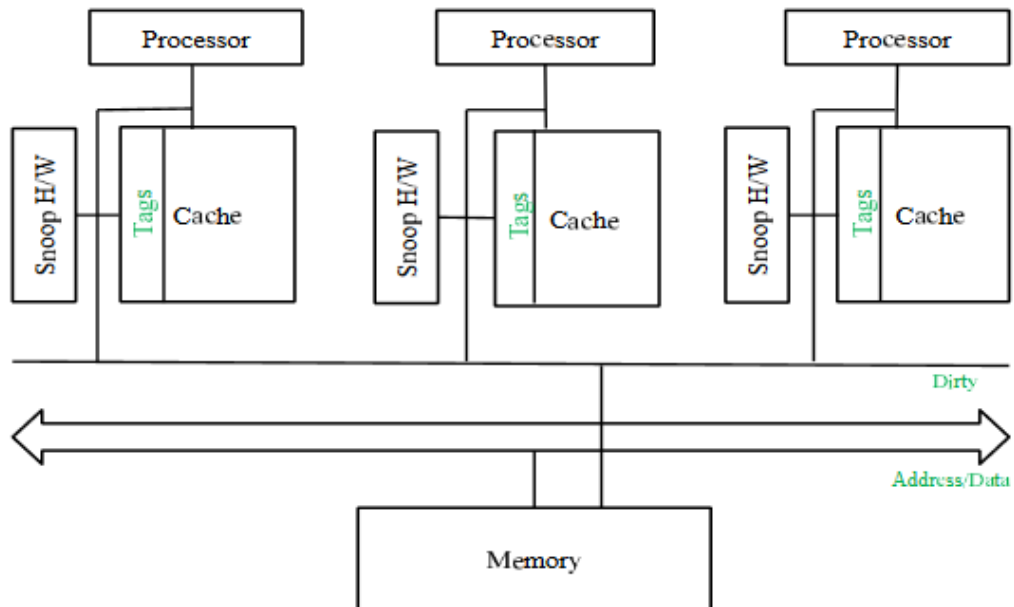 Processor
Processor
Processor
Snoop H/W
Tags
Cache
Snoop H/W
Tags
Cache
Snoop H/W
Tags
Cache
Dirty
Address/Data
Memory